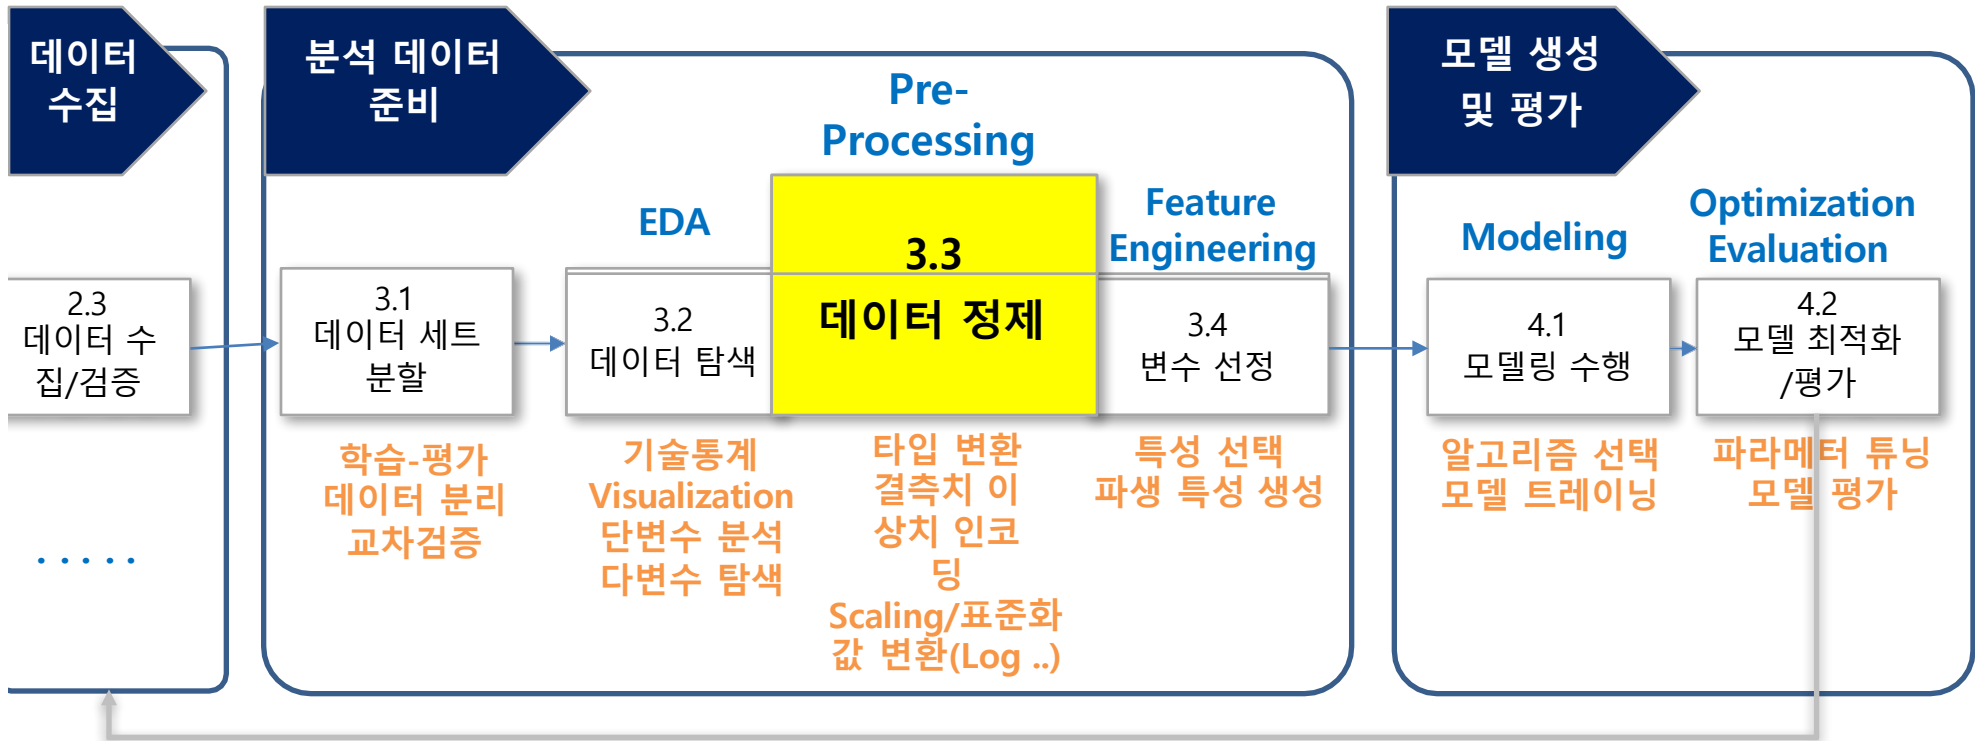 데이터
수집
2.3
데이터 수
집/검증
· · · · ·
분석 데이터
준비
3.1
데이터 세트
분할
학습-평가
데이터 분리
교차검증
EDA
3.2
데이터 탐색
기술통계
Visualization
단변수 분석
다변수 탐색
Pre-
Processing
3.3
데이터 정제
타입 변환
결측치 이
상치 인코
딩
Scaling/표준화
값 변환(Log ..)
Feature
Engineering
3.4
변수 선정
특성 선택
파생 특성 생성
모델 생성
및 평가
Modeling
4.1
모델링 수행
알고리즘 선택
모델 트레이닝
Optimization
Evaluation
4.2
모델 최적화
/평가
파라메터 튜닝
모델 평가